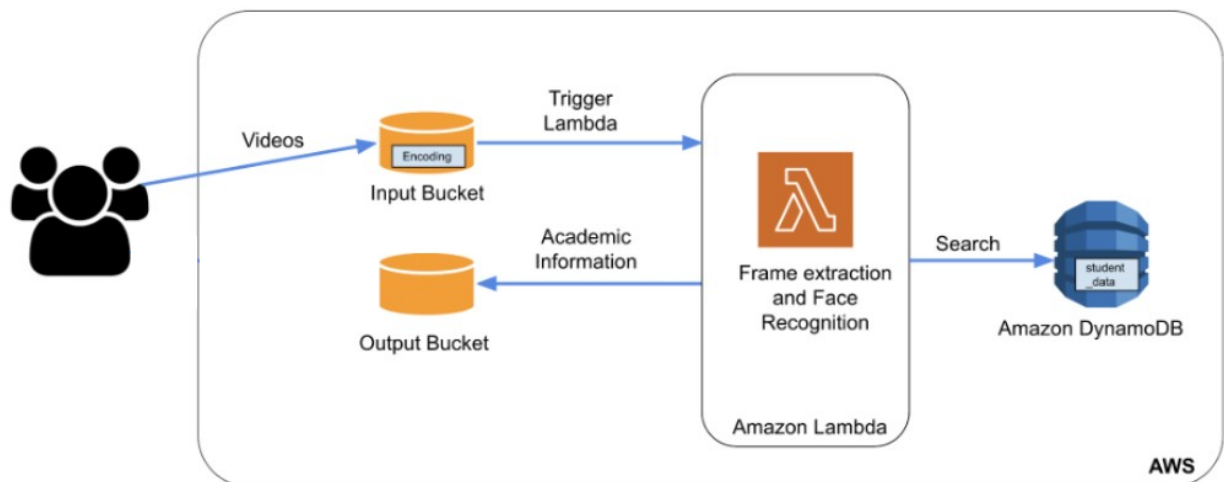 Videos
Encoding
Input Bucket
Trigger
Lambda
Academic
Information
Output Bucket
Frame extraction
and Face
Recognition
Amazon Lambda
Search
student
_data
Amazon DynamoDB
AWS